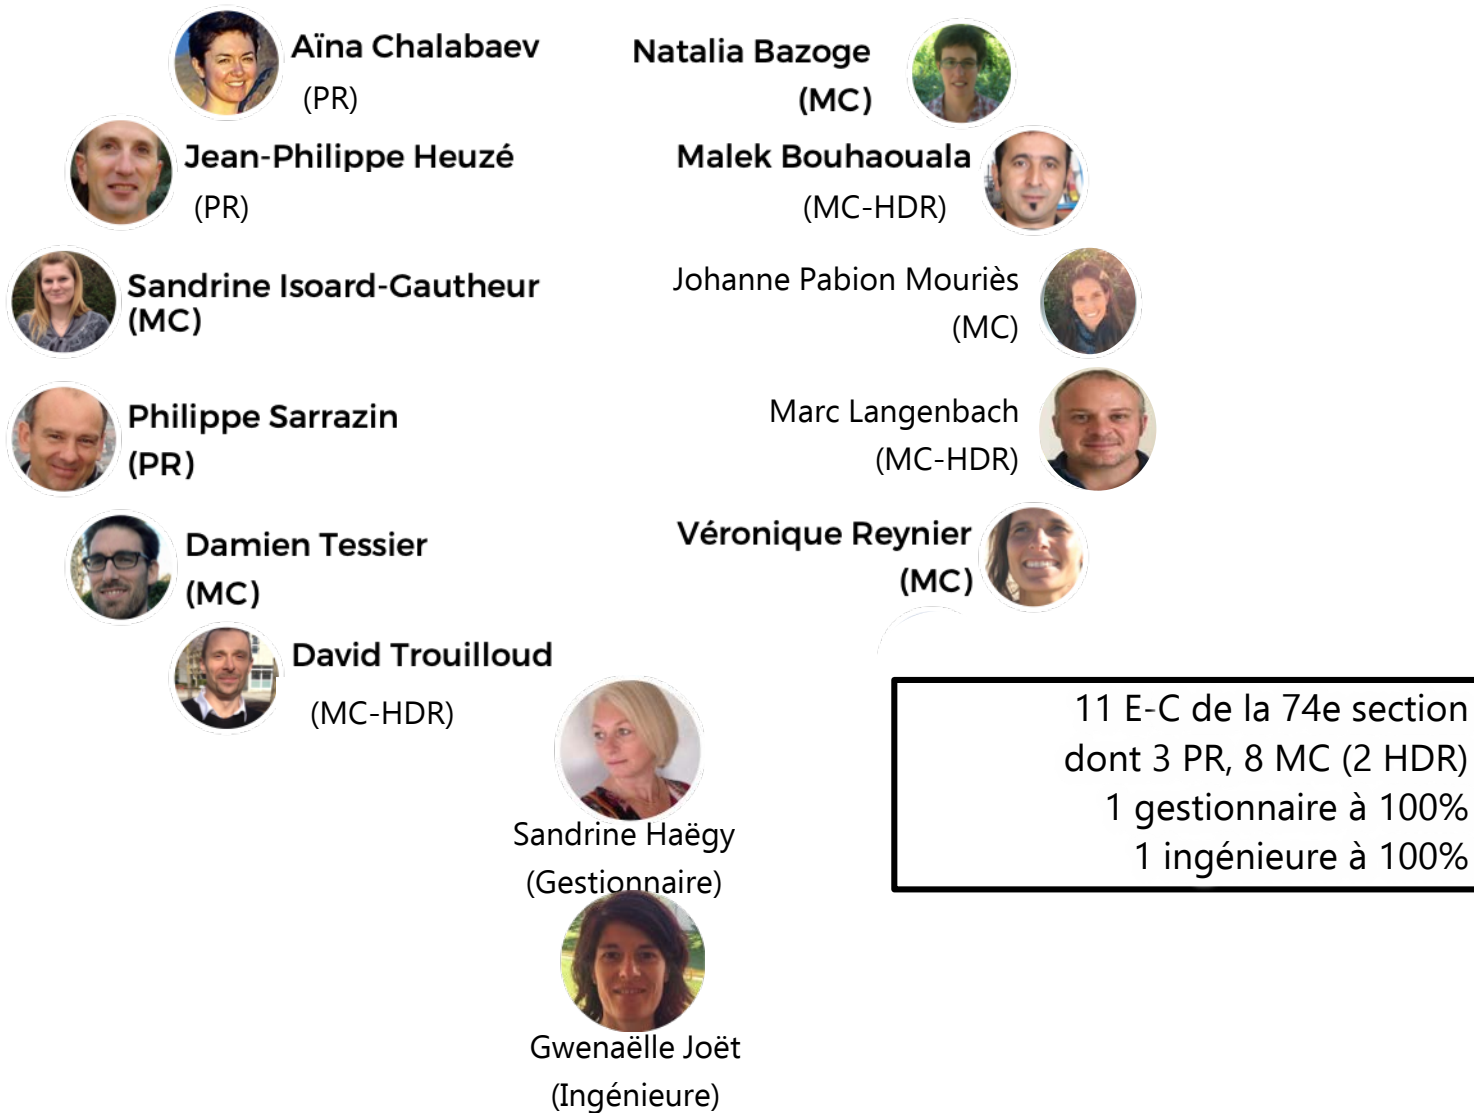 Aïna Chalabaev
(PR)
Jean-Philippe Heuzé
(PR)
Sandrine Isoard-Gautheur
(MC)
Philippe Sarrazin
(PR)
Damien Tessier
(MC)
David Trouilloud
(MC-HDR)
Natalia Bazoge
(MC)
Malek Bouhaouala
(MC-HDR)
Johanne Pabion Mouriès
(MC)
Marc Langenbach
(MC-HDR)
Véronique Reynier
(MC)
Sandrine Haëgy
(Gestionnaire)
Gwenaëlle Joët
(Ingénieure)
11 E-C de la 74e section
dont 3 PR, 8 MC (2 HDR)
1 gestionnaire à 100%
1 ingénieure à 100%